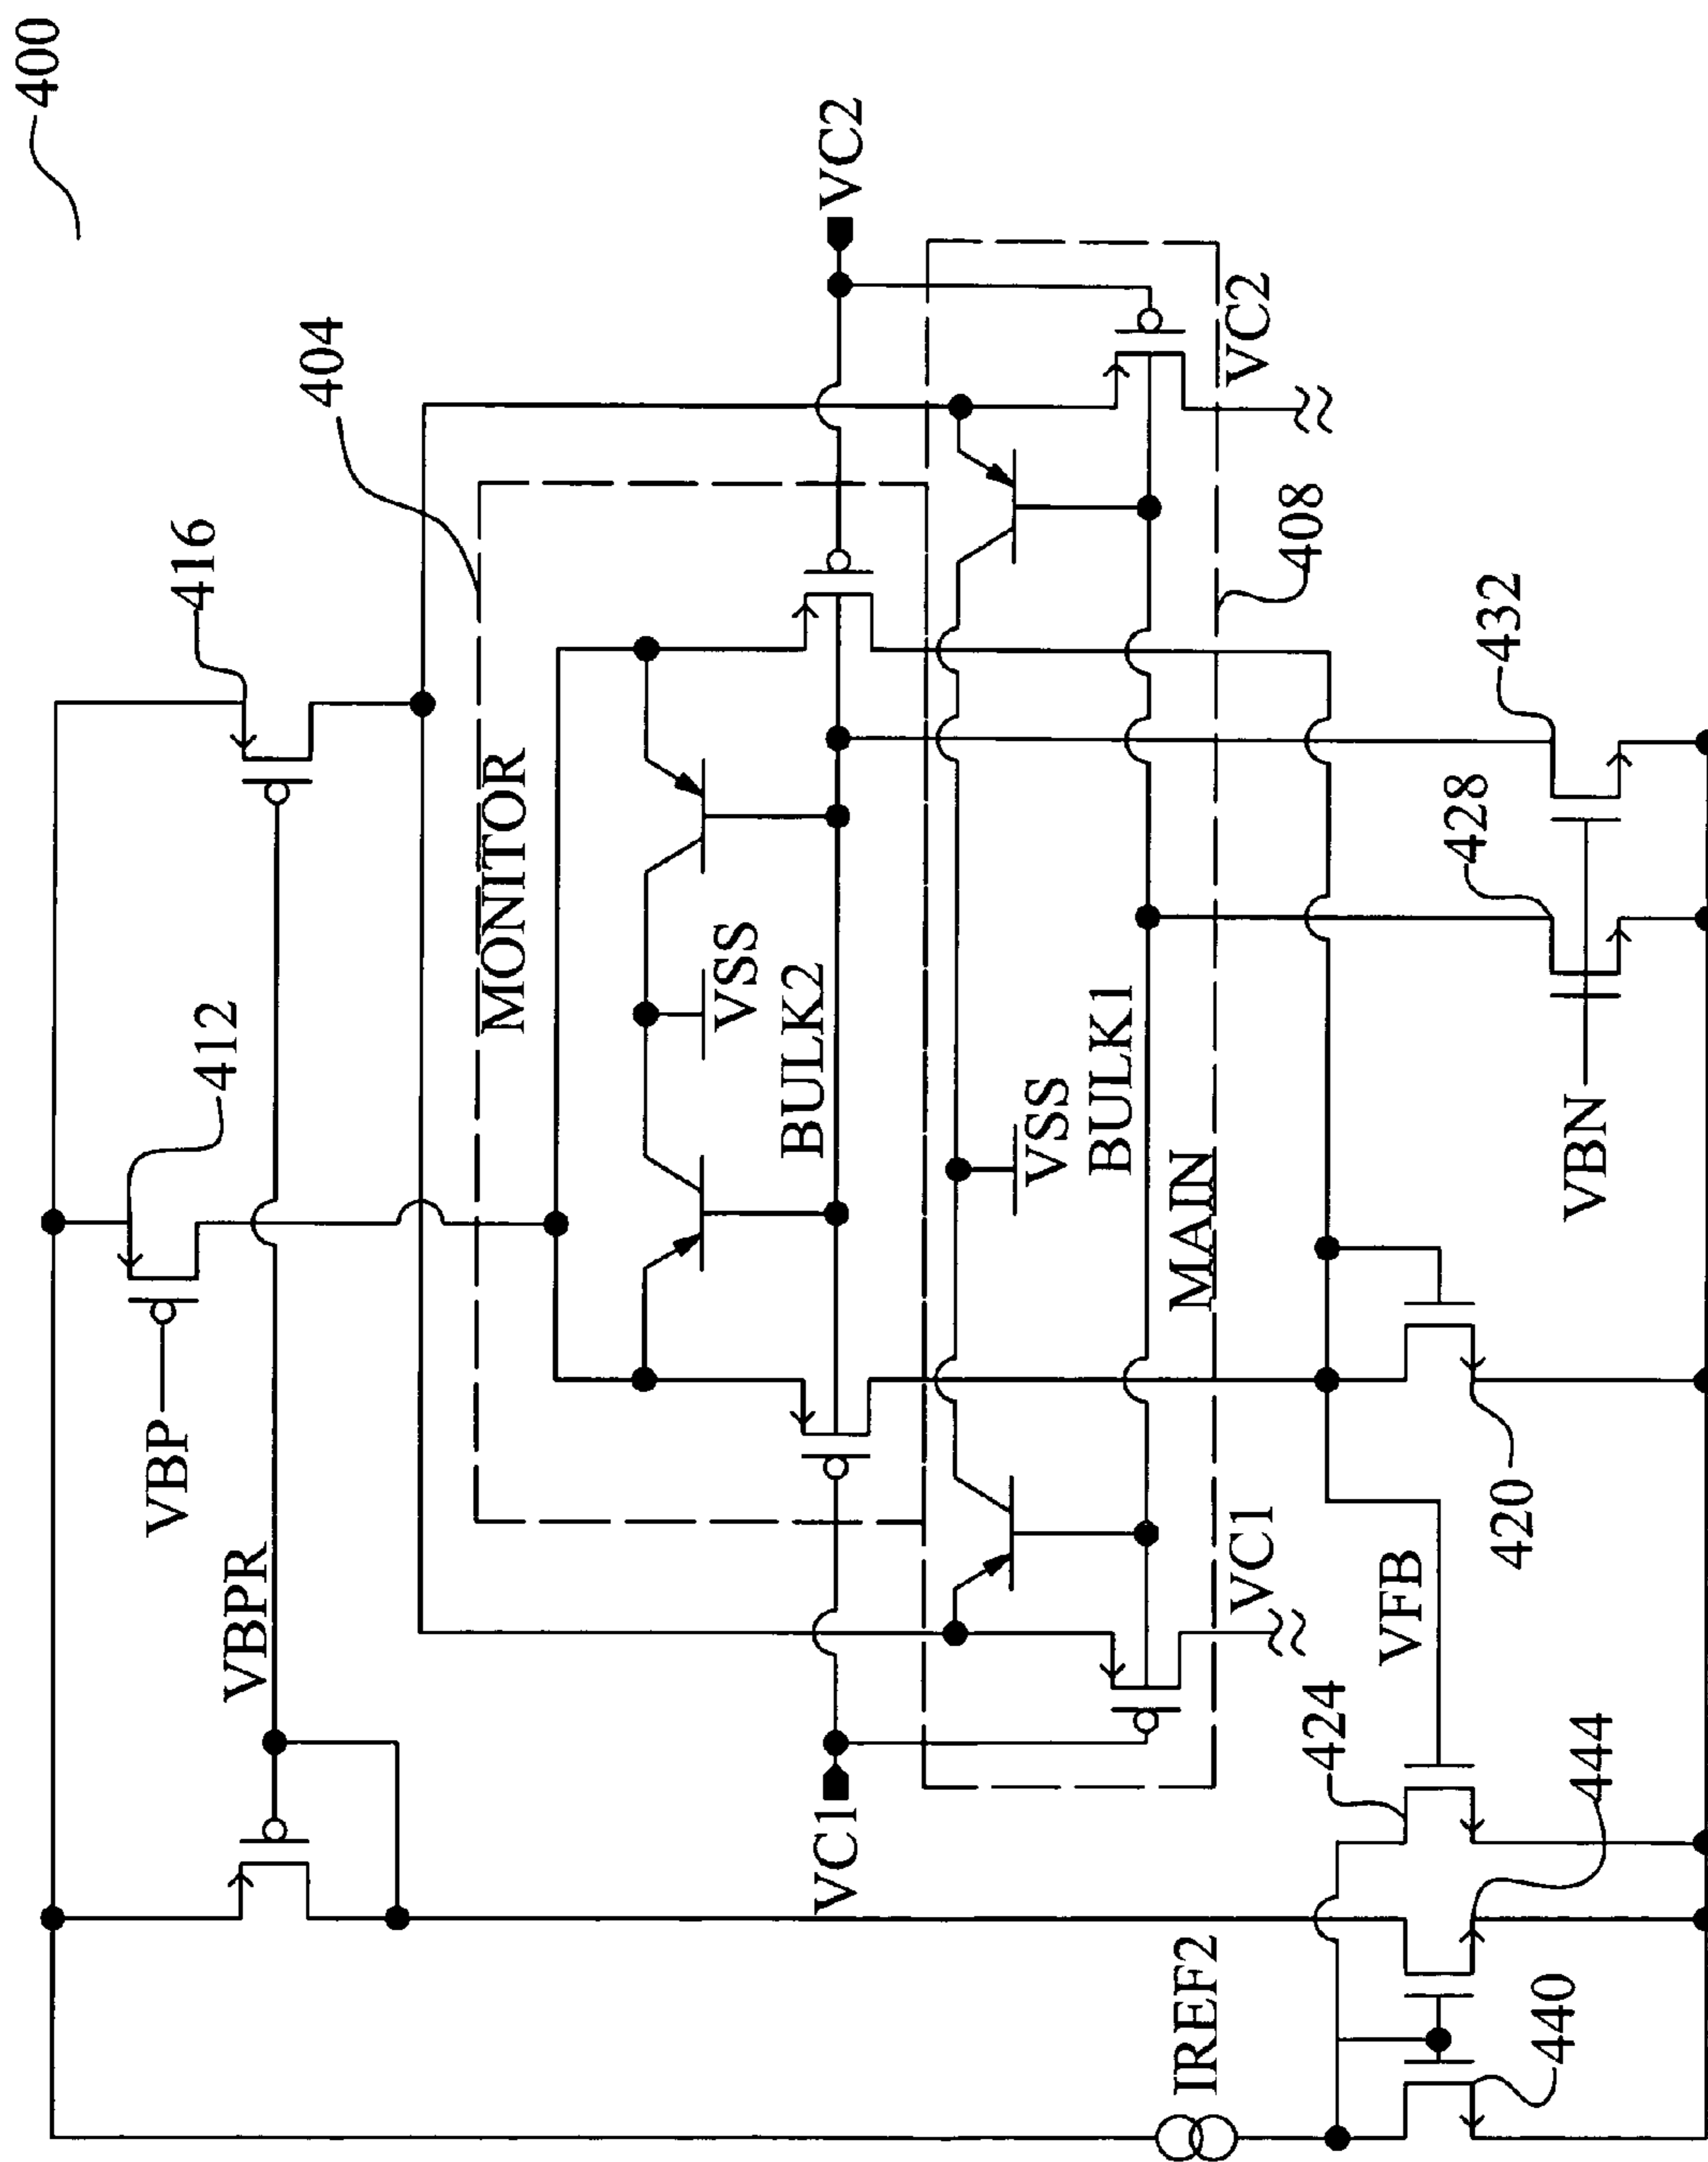 400
404
416
VC2
412
MONITOR
VBP
VSS
VBPR
BULK2
VC2
408
VSS
BULK1
432
MAIN
428
VC1
VC1
VBN
VFB
420
424
444
IREF2
440